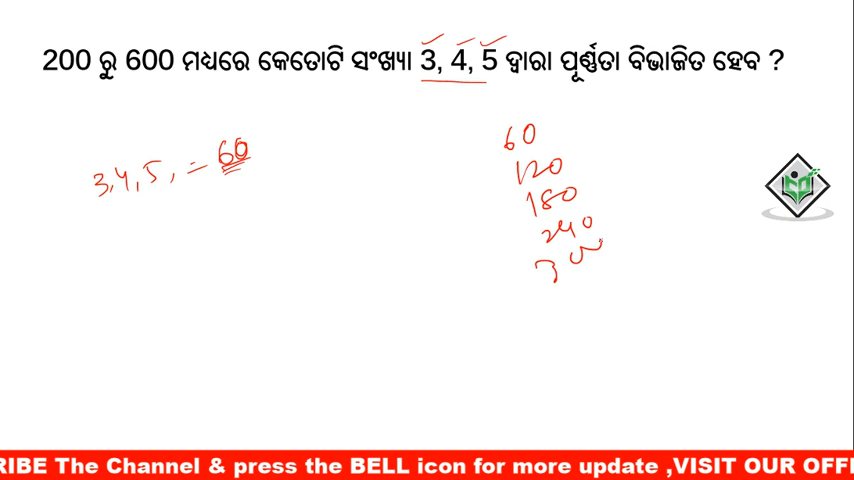 200 ରୁ 600 ମଧ୍ୟରେ କେତୋଟି ସଂଖ୍ୟା 3, 4, 5 ଦ୍ୱାରା ପୂର୍ଣ୍ଣତା ବିଭାଜିତ ହେବ ?
3,4,5, = 60
60
120
180
240
300
RIBE The Channel & press the BELL icon for more update ,VISIT OUR OFFI